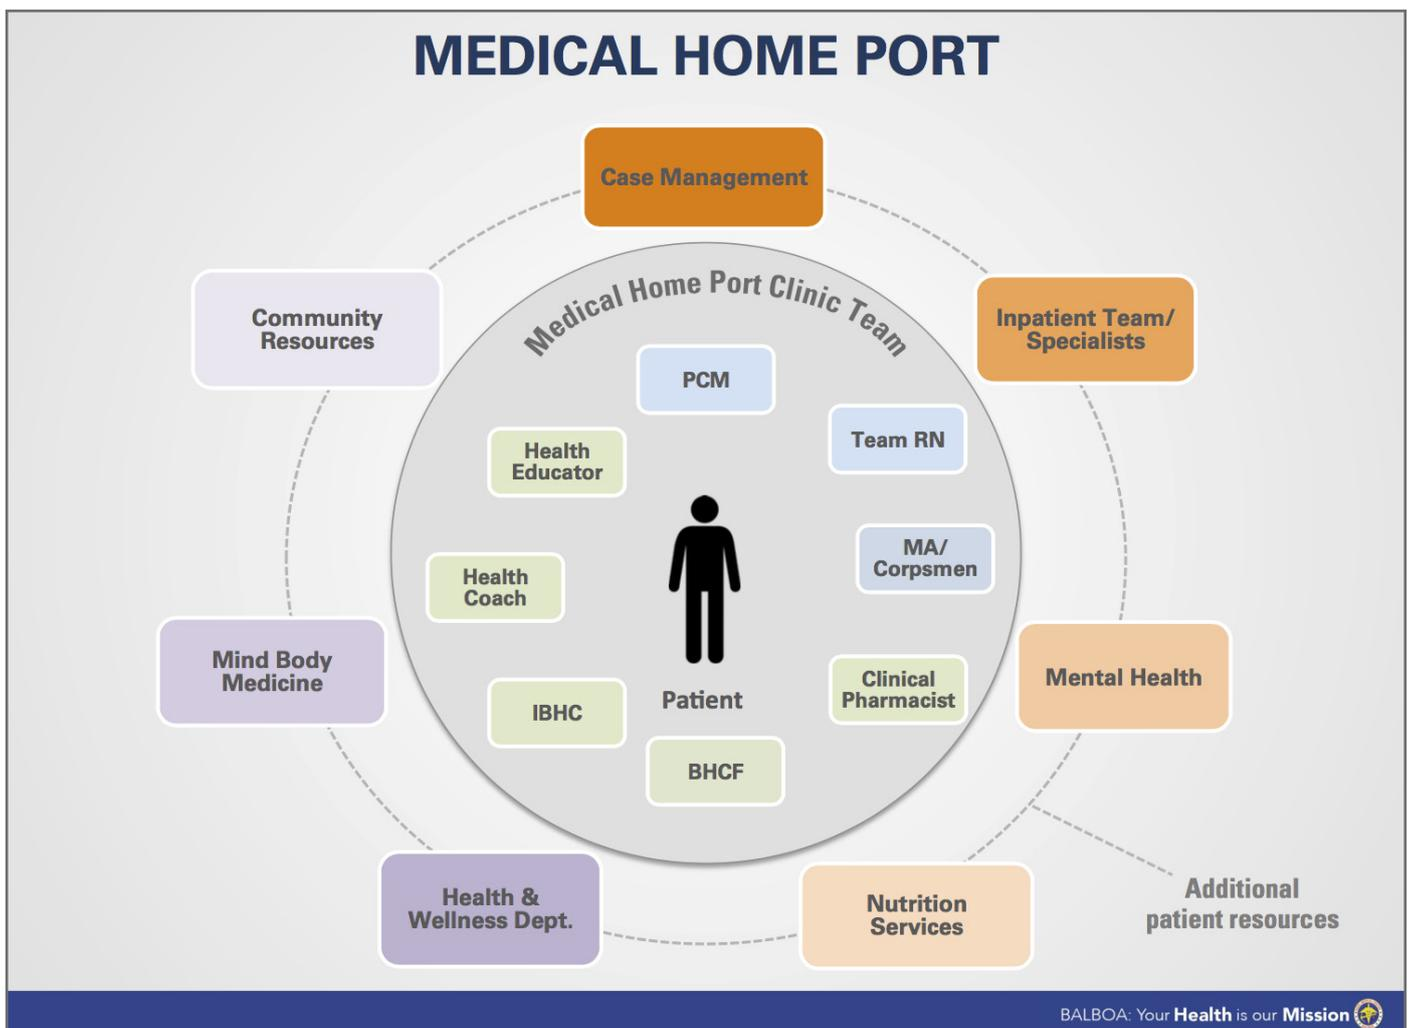 MEDICAL HOME PORT
Case Management
Community
Resources
Inpatient Team/
Specialists
Medical Home Port Clinic Team
PCM
Team RN
Health
Educator
MA/
Corpsmen
Health
Coach
Mind Body
Medicine
Mental Health
Clinical
Pharmacist
IBHC
Patient
BHCF
Health &
Wellness Dept.
Nutrition
Services
Additional
patient resources
BALBOA: Your Health is our Mission